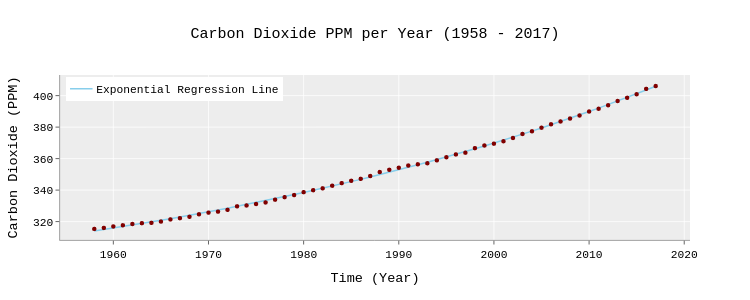 Carbon Dioxide PPM per Year (1958 - 2017)
Exponential Regression Line
Carbon Dioxide (PPM)
400
380
360
340
320
1960 1970 1980 1990 2000 2010 2020
Time (Year)